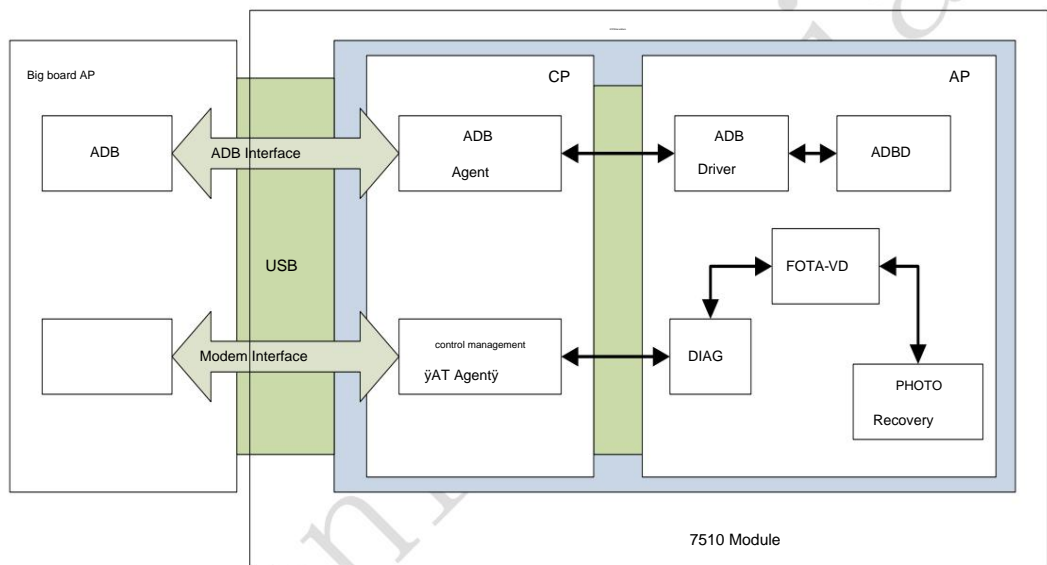 Big board AP
CP
AP
ADB
ADB Interface
ADB
Agent
ADB
Driver
ADBD
USB
FOTA-VD
Modem Interface
control management
ÿAT Agentÿ
DIAG
PHOTO
Recovery
7510 Module